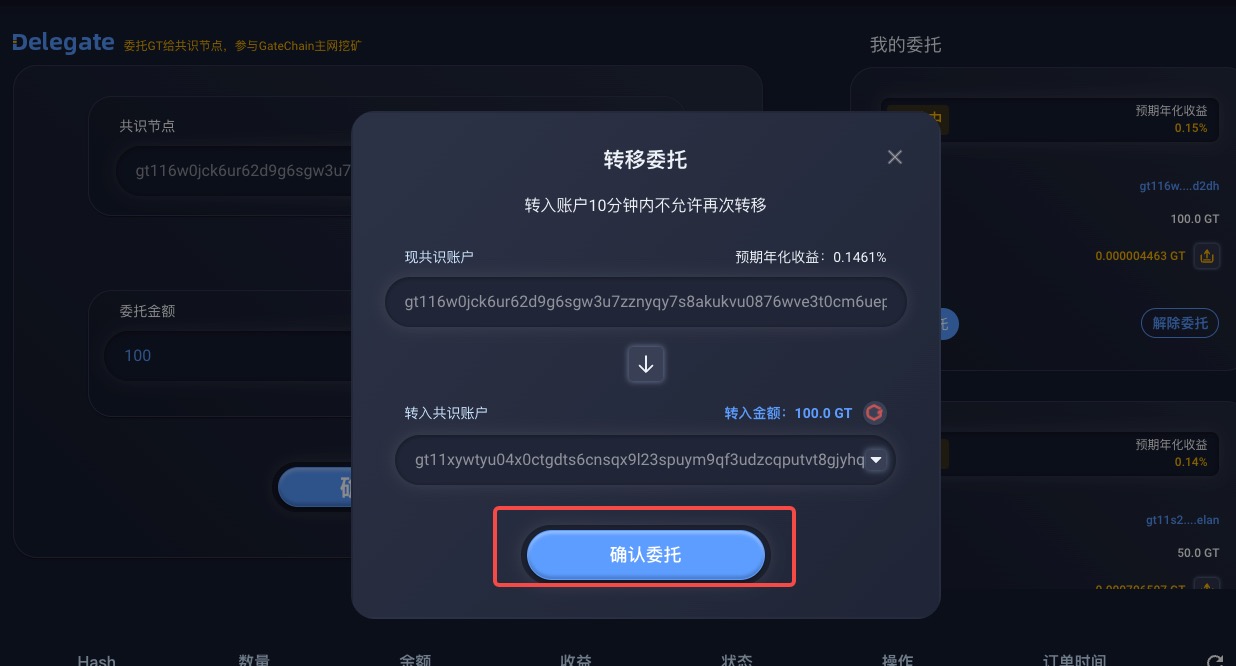 Delegate 委托GT给共识节点，参与GateChain主网挖矿
我的委托
共识节点
gt116w0jck6ur62d9g6sgw3u7
委托金额
100
转移委托
转入账户10分钟内不允许再次转移
现共识账户
预期年化收益：0.1461%
gt116w0jck6ur62d9g6sgw3u7zznyqy7s8akukvu0876wve3t0cm6uep
转入共识账户
转入金额：100.0 GT
gt11xywtyu04x0ctgdts6cnsqx9l23spuym9qf3udzcqputvt8gjyhq
确认委托
预期年化收益
0.15%
gt116w....d2dh
100.0 GT
0.000004463 GT
解除委托
预期年化收益
0.14%
gt11s2....elan
50.0 GT
Hash 数量 金额 收益 状态 操作 订单时间